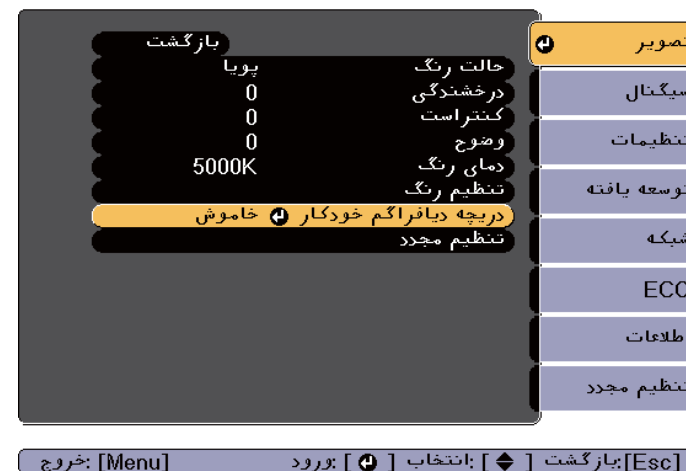 بازگشت
حالت رنگ پویا
درخشندگی 0
کنتراست 0
وضوح 0
دمای رنگ 5000K
تنظیم رنگ
دریچه دیافراگم خودکار خاموش
تنظیم مجدد
تصویر
سیگنال
تنظیمات
توسعه یافته
شبکه
ECO
اطلاعات
تنظیم مجدد
[Esc]:بازگشت [ ]:انتخاب [ ]:ورود [Menu]:خروج